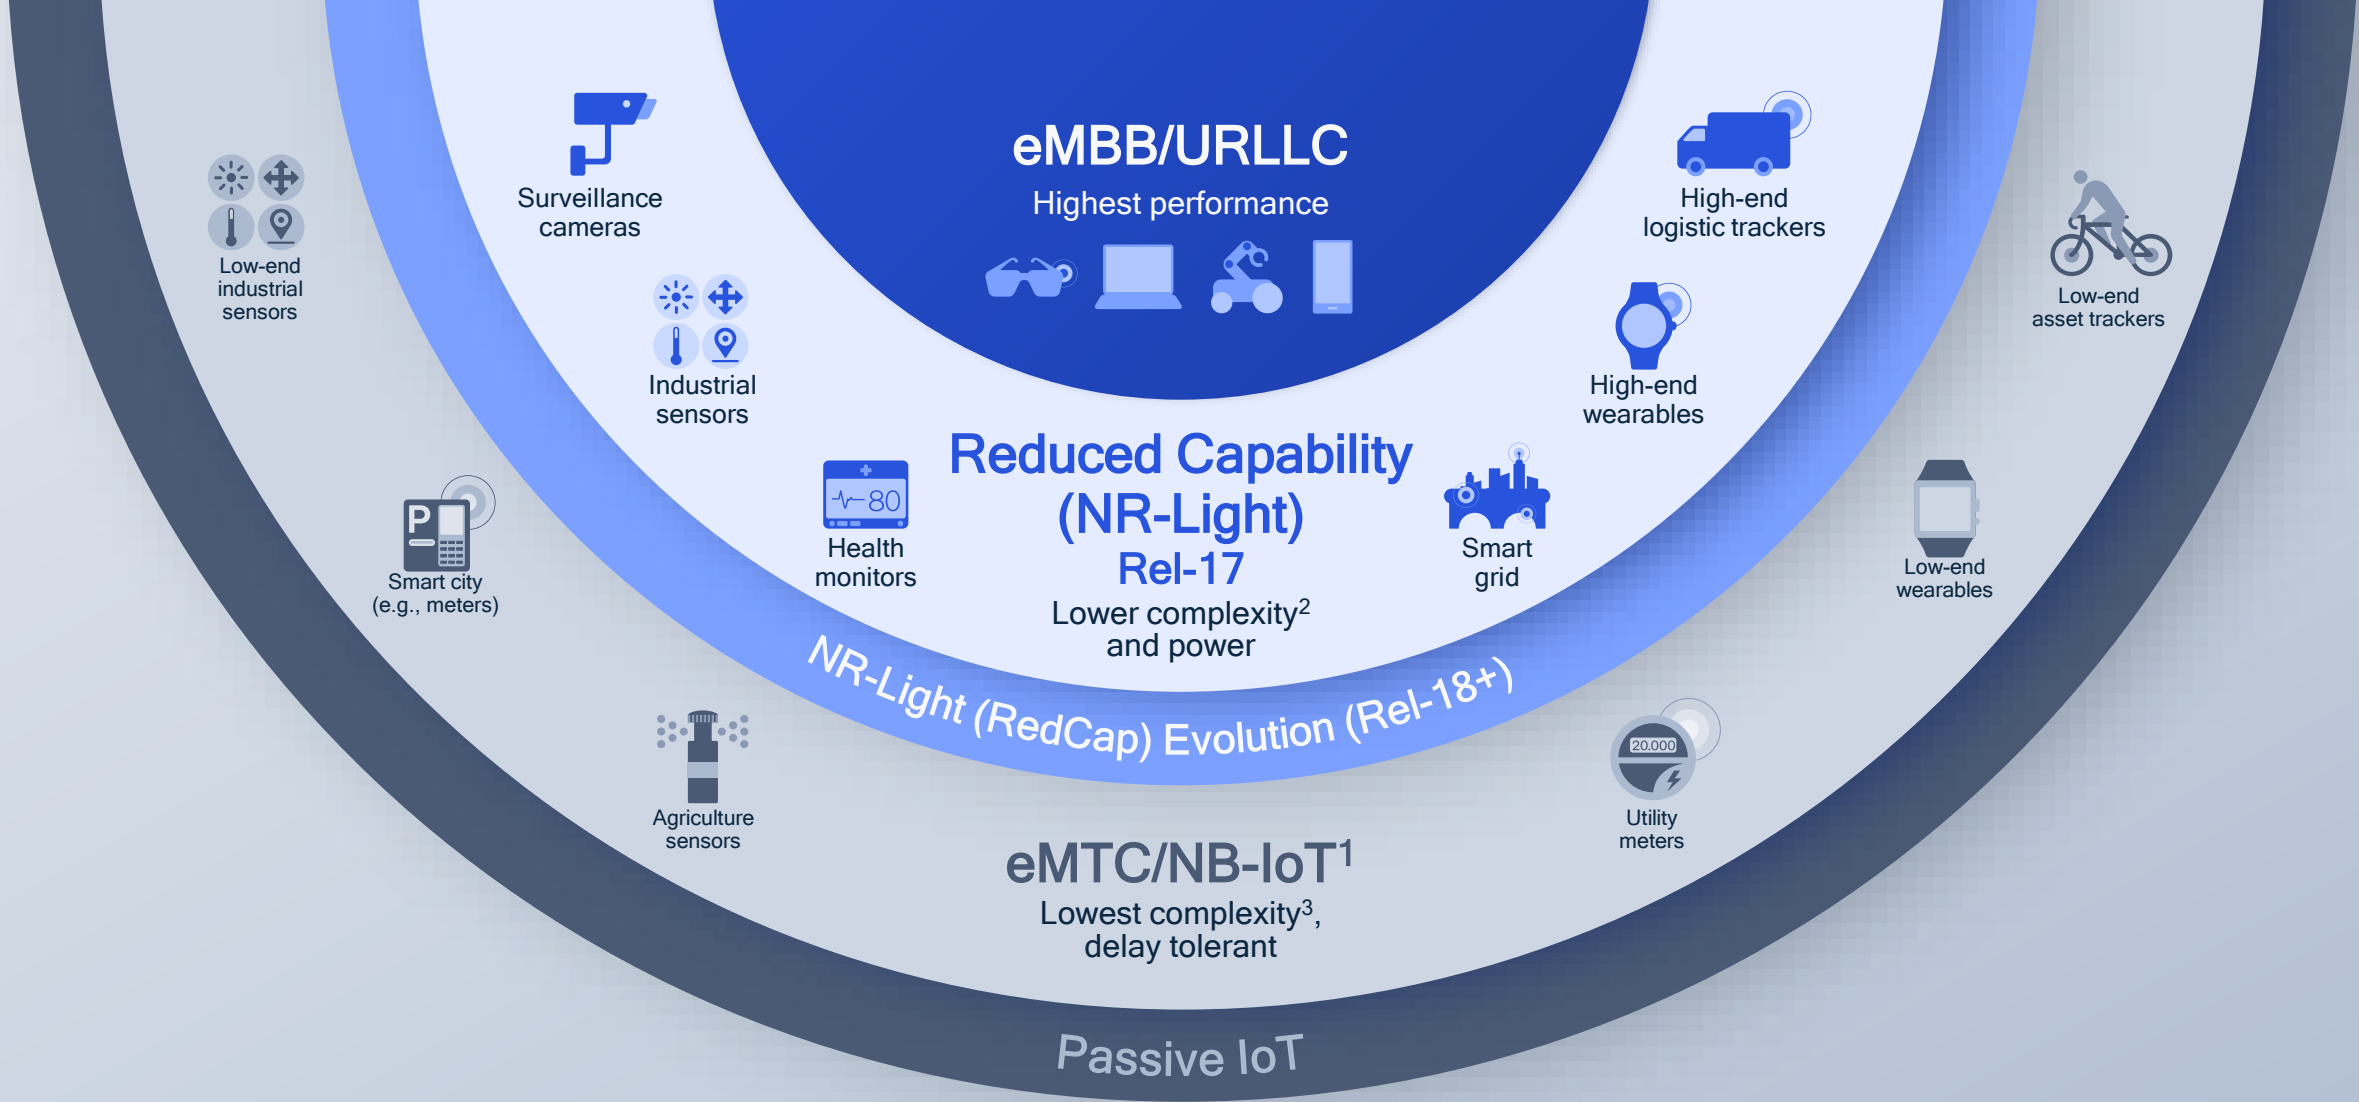 eMBB/URLLC
Highest performance
Surveillance
cameras
High-end
logistic trackers
Low-end
industrial
sensors
Low-end
asset trackers
Industrial
sensors
High-end
wearables
Reduced Capability
(NR-Light)
Rel-17
Lower complexity²
and power
80
Health
monitors
Smart
grid
P
Smart city
(e.g., meters)
Low-end
wearables
NR-Light (RedCap) Evolution (Rel-18+)
Agriculture
sensors
20.000
Utility
meters
eMTC/NB-IoT¹
Lowest complexity³,
delay tolerant
Passive IoT